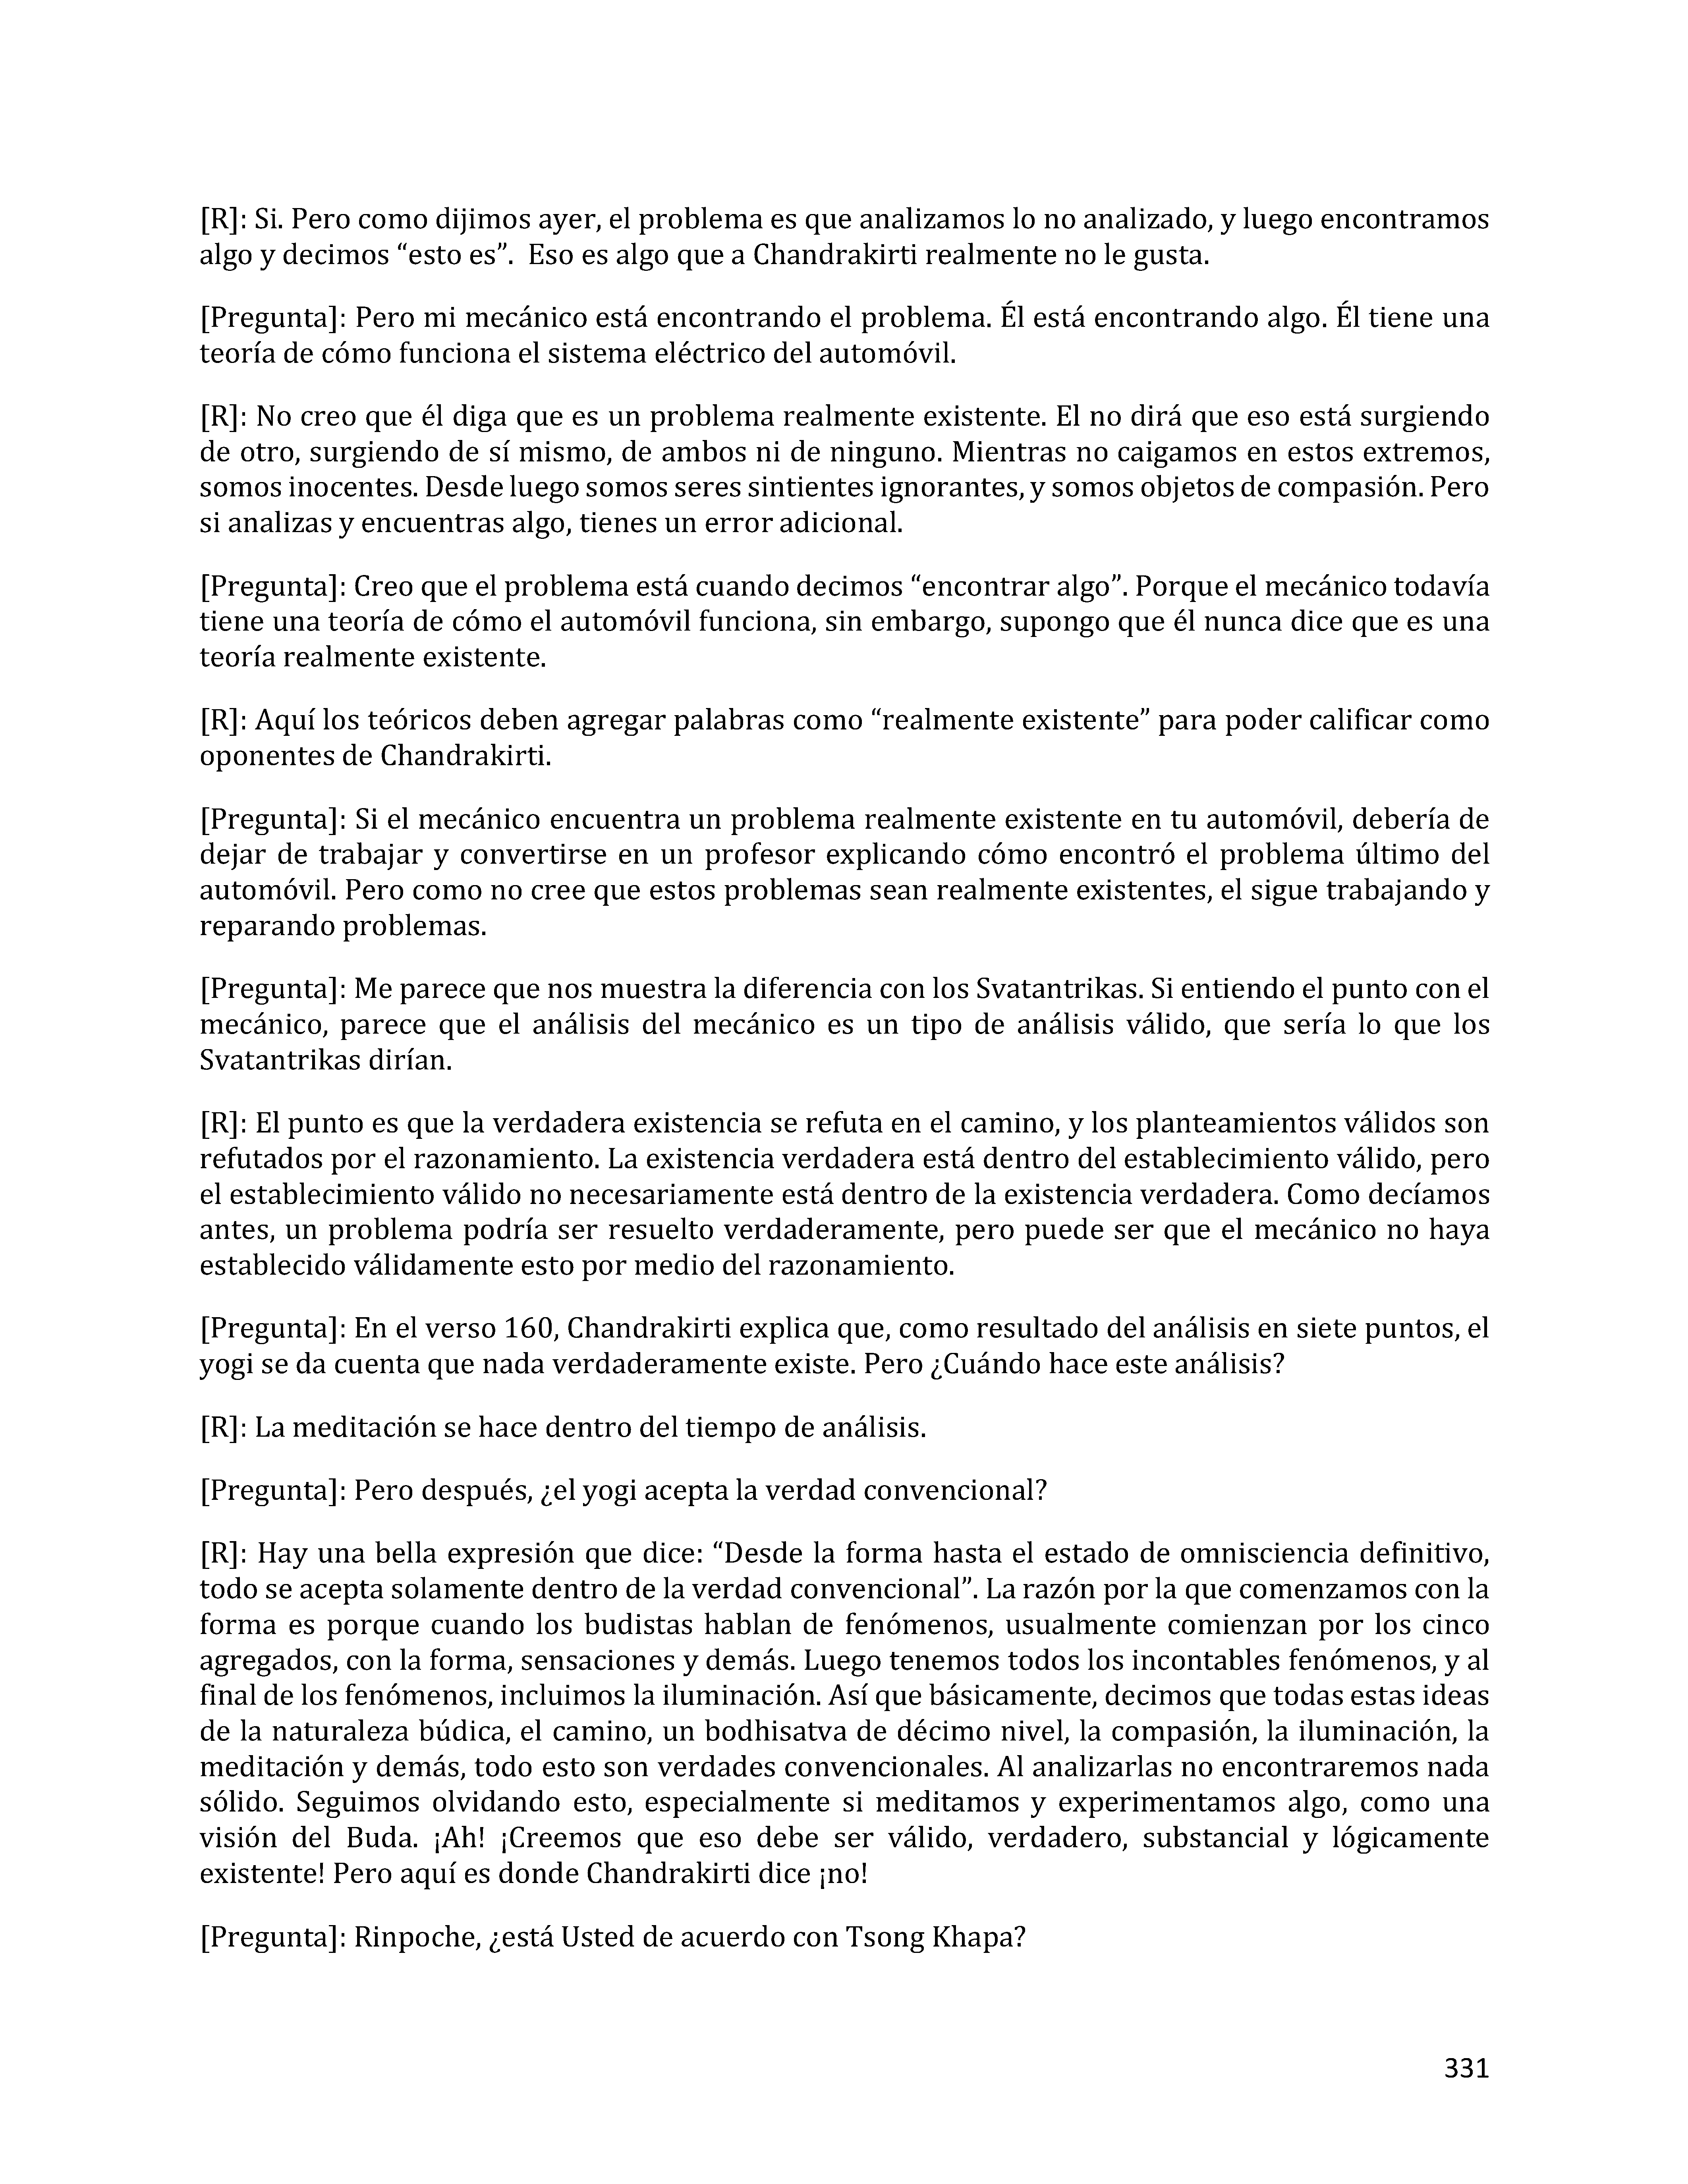 [R]: Si. Pero como dijimos ayer, el problema es que analizamos lo no analizado, y luego encontramos
algo y decimos “esto es”.  Eso es algo que a Chandrakirti realmente no le gusta.
[Pregunta]: Pero mi mecánico está encontrando el problema. Él está encontrando algo. Él tiene una
teoría de cómo funciona el sistema eléctrico del automóvil.
[R]: No creo que él diga que es un problema realmente existente. El no dirá que eso está surgiendo
de otro, surgiendo de sí mismo, de ambos ni de ninguno. Mientras no caigamos en estos extremos,
somos inocentes. Desde luego somos seres sintientes ignorantes, y somos objetos de compasión. Pero
si analizas y encuentras algo, tienes un error adicional.
[Pregunta]: Creo que el problema está cuando decimos “encontrar algo”. Porque el mecánico todavía
tiene una teoría de cómo el automóvil funciona, sin embargo, supongo que él nunca dice que es una
teoría realmente existente.
[R]: Aquí los teóricos deben agregar palabras como “realmente existente” para poder calificar como
oponentes de Chandrakirti.
[Pregunta]: Si el mecánico encuentra un problema realmente existente en tu automóvil, debería de
dejar de trabajar y convertirse en un profesor explicando cómo encontró el problema último del
automóvil. Pero como no cree que estos problemas sean realmente existentes, el sigue trabajando y
reparando problemas.
[Pregunta]: Me parece que nos muestra la diferencia con los Svatantrikas. Si entiendo el punto con el
mecánico, parece que el análisis del mecánico es un tipo de análisis válido, que sería lo que los
Svatantrikas dirían.
[R]: El punto es que la verdadera existencia se refuta en el camino, y los planteamientos válidos son
refutados por el razonamiento. La existencia verdadera está dentro del establecimiento válido, pero
el establecimiento válido no necesariamente está dentro de la existencia verdadera. Como decíamos
antes, un problema podría ser resuelto verdaderamente, pero puede ser que el mecánico no haya
establecido válidamente esto por medio del razonamiento.
[Pregunta]: En el verso 160, Chandrakirti explica que, como resultado del análisis en siete puntos, el
yogi se da cuenta que nada verdaderamente existe. Pero ¿Cuándo hace este análisis?
[R]: La meditación se hace dentro del tiempo de análisis.
[Pregunta]: Pero después, ¿el yogi acepta la verdad convencional?
[R]: Hay una bella expresión que dice: “Desde la forma hasta el estado de omnisciencia definitivo,
todo se acepta solamente dentro de la verdad convencional”. La razón por la que comenzamos con la
forma es porque cuando los budistas hablan de fenómenos, usualmente comienzan por los cinco
agregados, con la forma, sensaciones y demás. Luego tenemos todos los incontables fenómenos, y al
final de los fenómenos, incluimos la iluminación. Así que básicamente, decimos que todas estas ideas
de la naturaleza búdica, el camino, un bodhisatva de décimo nivel, la compasión, la iluminación, la
meditación y demás, todo esto son verdades convencionales. Al analizarlas no encontraremos nada
sólido. Seguimos olvidando esto, especialmente si meditamos y experimentamos algo, como una
visión del Buda. ¡Ah! ¡Creemos que eso debe ser válido, verdadero, substancial y lógicamente
existente! Pero aquí es donde Chandrakirti dice ¡no!
[Pregunta]: Rinpoche, ¿está Usted de acuerdo con Tsong Khapa?
331